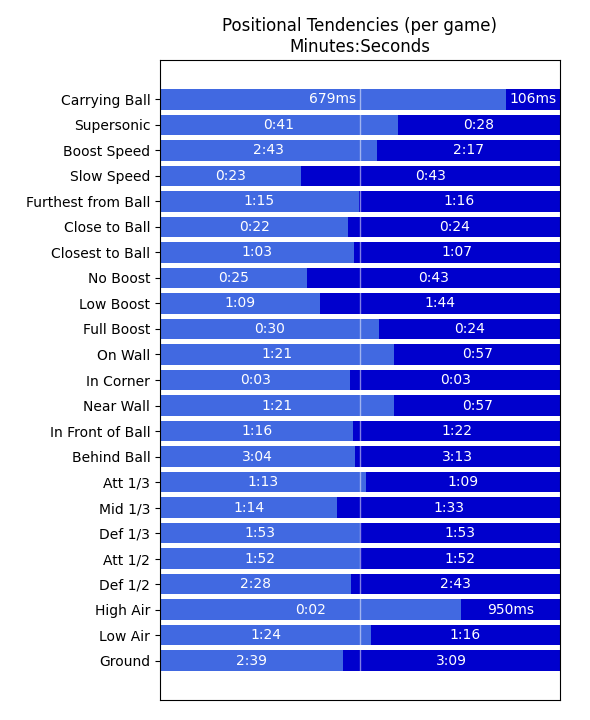 Positional Tendencies (per game)
Minutes:Seconds
Carrying Ball 679ms 106ms
Supersonic 0:41 0:28
Boost Speed 2:43 2:17
Slow Speed 0:23 0:43
Furthest from Ball 1:15 1:16
Close to Ball 0:22 0:24
Closest to Ball 1:03 1:07
No Boost 0:25 0:43
Low Boost 1:09 1:44
Full Boost 0:30 0:24
On Wall 1:21 0:57
In Corner 0:03 0:03
Near Wall 1:21 0:57
In Front of Ball 1:16 1:22
Behind Ball 3:04 3:13
Att 1/3 1:13 1:09
Mid 1/3 1:14 1:33
Def 1/3 1:53 1:53
Att 1/2 1:52 1:52
Def 1/2 2:28 2:43
High Air 0:02 950ms
Low Air 1:24 1:16
Ground 2:39 3:09